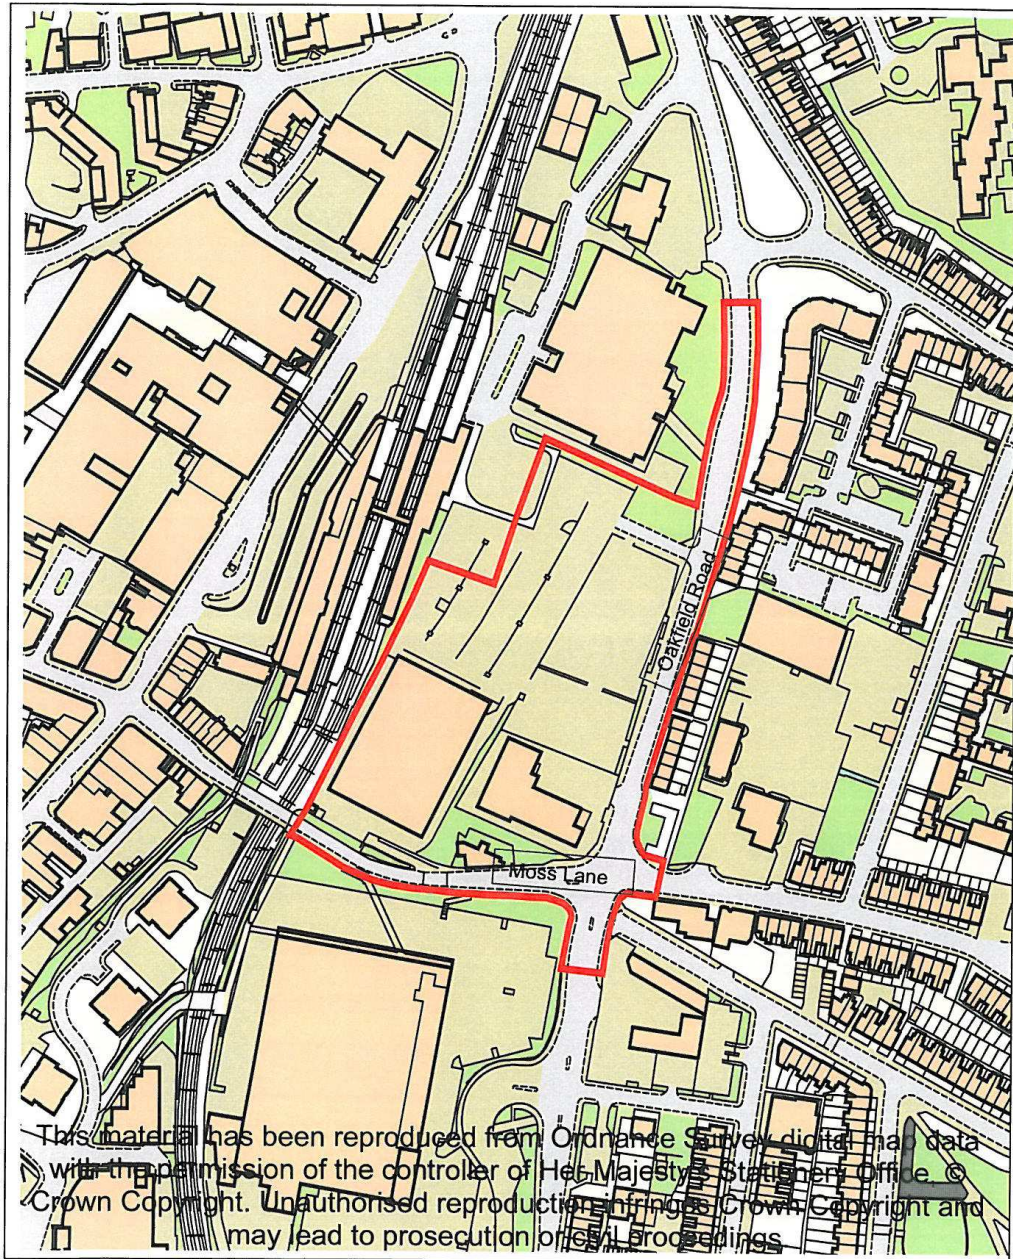 Oakfield Road
Moss Lane
This material has been reproduced from Ordnance Survey digital map data
with the permission of the controller of Her Majesty's Stationery Office, ©
Crown Copyright. Unauthorised reproduction infringes Crown Copyright and
may lead to prosecution or civil proceedings